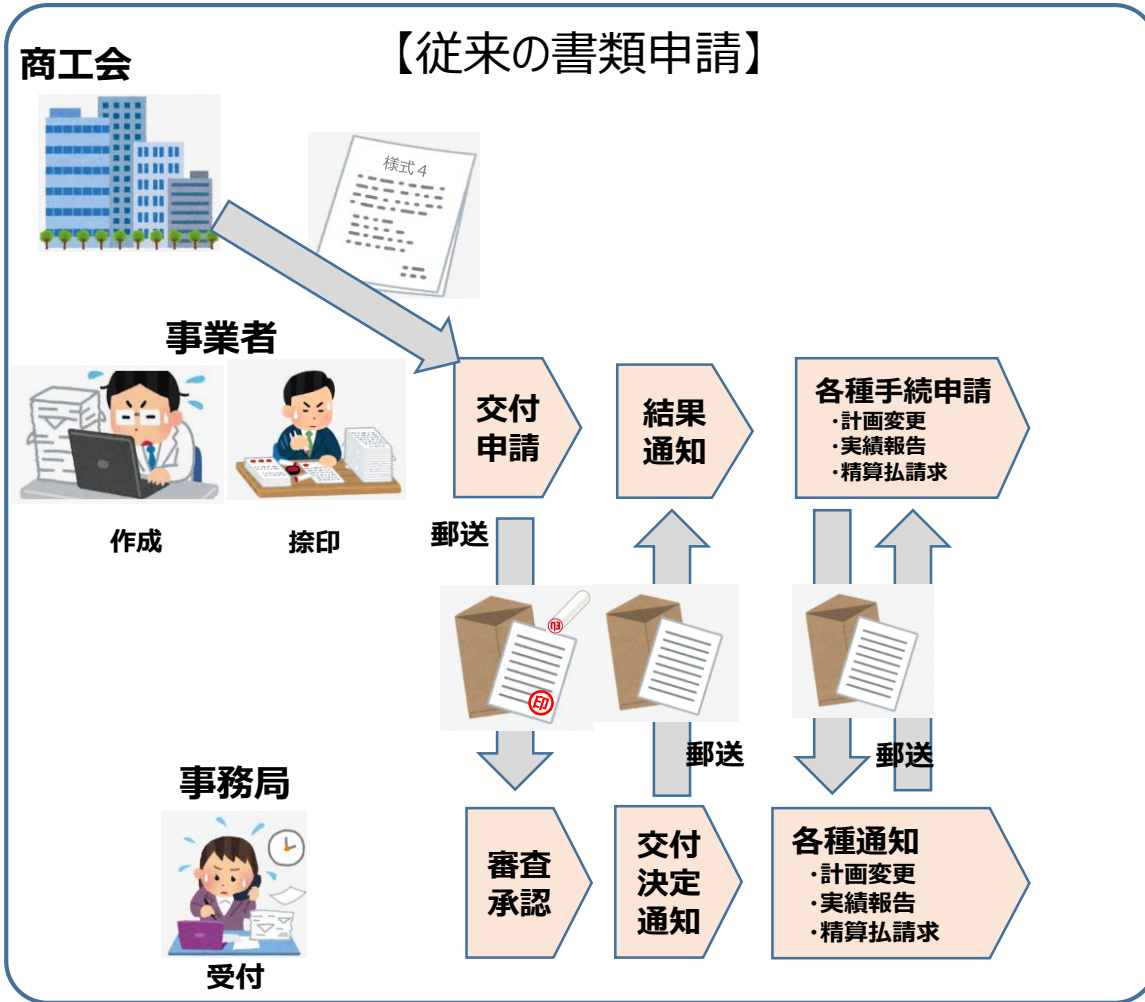 【従来の書類申請】
商工会
様式４
事業者
作成
捺印
交付
申請
結果
通知
各種手続申請
・計画変更
・実績報告
・精算払請求
郵送
印
印
郵送
郵送
事務局
受付
審査
承認
交付
決定
通知
各種通知
・計画変更
・実績報告
・精算払請求